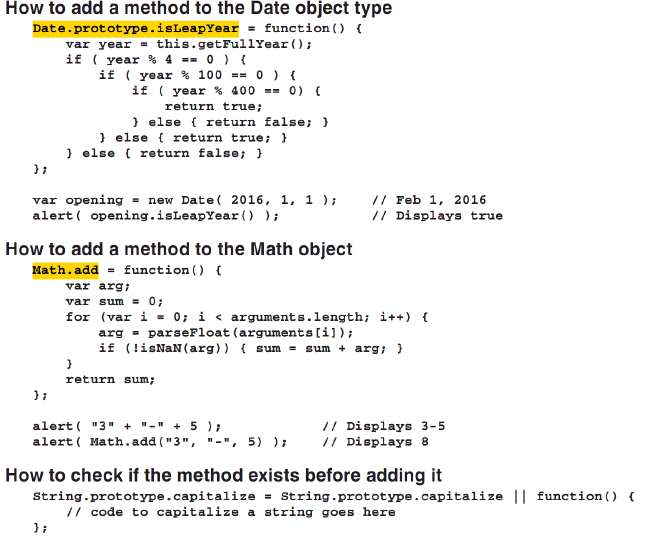 How to add a method to the Date object type
Date.prototype.isLeapYear = function() {
    var year = this.getFullYear();
    if ( year % 4 == 0 ) {
        if ( year % 100 == 0 ) {
            if ( year % 400 == 0) {
                return true;
            } else { return false; }
        } else { return true; }
    } else { return false; }
};
var opening = new Date( 2016, 1, 1 );    // Feb 1, 2016
alert( opening.isLeapYear() );           // Displays true
How to add a method to the Math object
Math.add = function() {
    var arg;
    var sum = 0;
    for (var i = 0; i < arguments.length; i++) {
        arg = parseFloat(arguments[i]);
        if (!isNaN(arg)) { sum = sum + arg; }
    }
    return sum;
};
alert( "3" + "-" + 5 );            // Displays 3-5
alert( Math.add("3", "-", 5) );    // Displays 8
How to check if the method exists before adding it
String.prototype.capitalize = String.prototype.capitalize || function() {
    // code to capitalize a string goes here
};